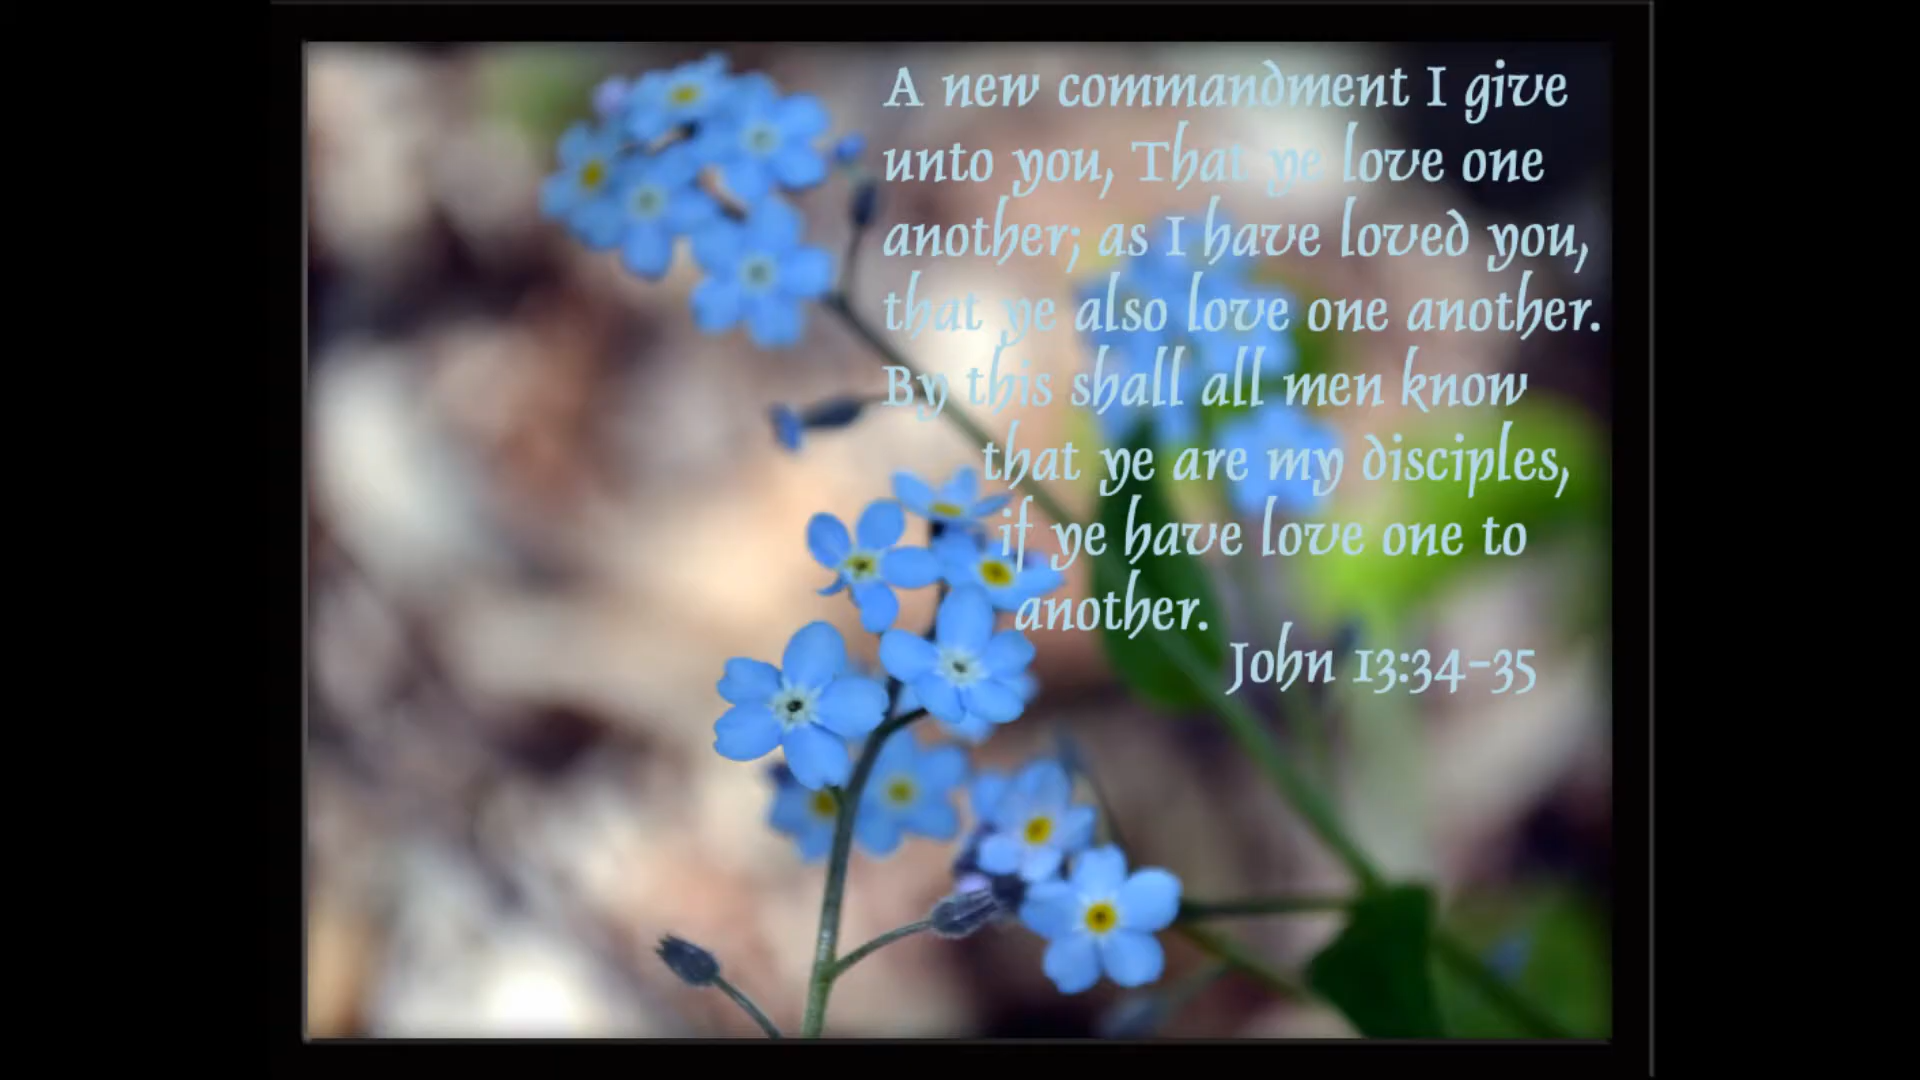 A new commandment I give
unto you, That ye love one
another; as I have loved you,
that ye also love one another.
By this shall all men know
that ye are my disciples,
if ye have love one to
another.
John 13:34-35